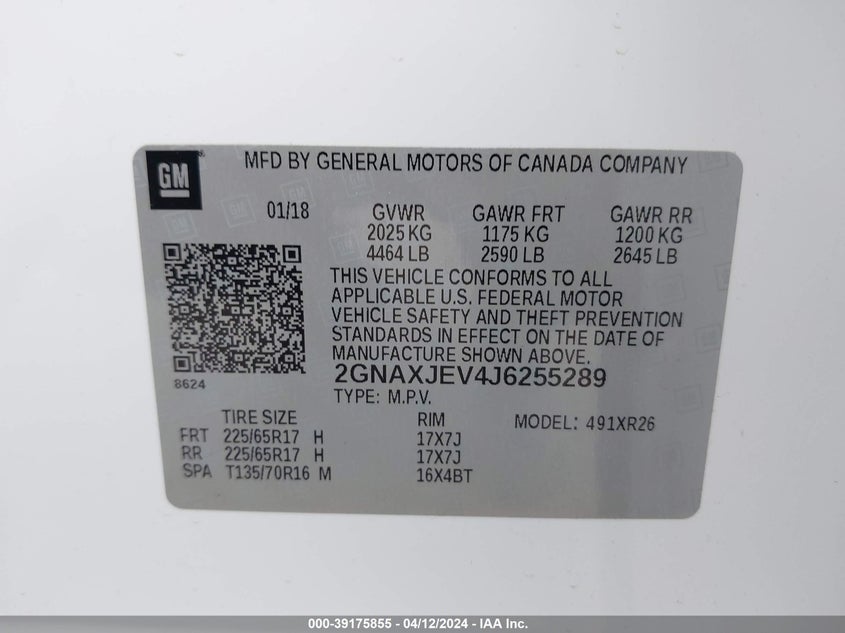 GM
MFD BY GENERAL MOTORS OF CANADA COMPANY
01/18 GVWR GAWR FRT GAWR RR
2025 KG 1175 KG 1200 KG
4464 LB 2590 LB 2645 LB
THIS VEHICLE CONFORMS TO ALL
APPLICABLE U.S. FEDERAL MOTOR
VEHICLE SAFETY AND THEFT PREVENTION
STANDARDS IN EFFECT ON THE DATE OF
MANUFACTURE SHOWN ABOVE.
8624
2GNAXJEV4J6255289
TYPE: M.P.V.
TIRE SIZE RIM MODEL: 491XR26
FRT 225/65R17 H 17X7J
RR 225/65R17 H 17X7J
SPA T135/70R16 M 16X4BT
000-39175855 - 04/12/2024 - IAA Inc.